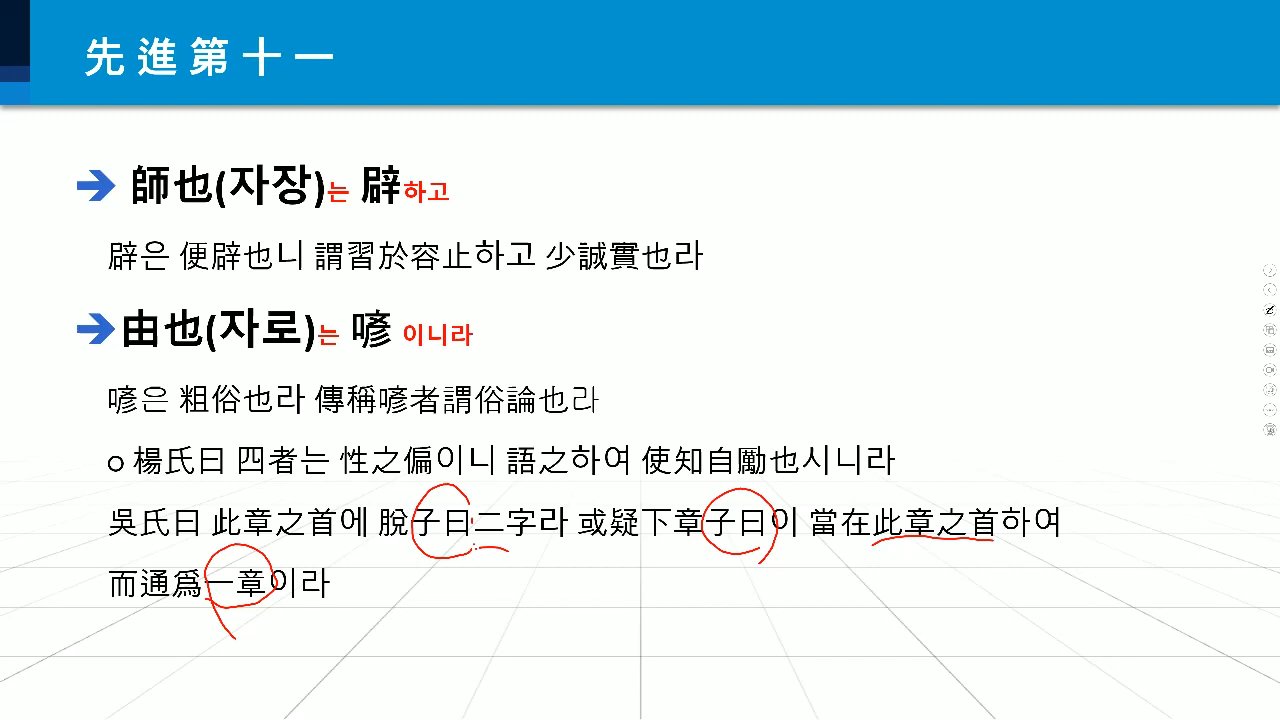 先進第十一
師也(자장)는 辟하고
辟은 便辟也니 謂習於容止하고 少誠實也라
由也(자로)는 喭 이니라
喭은 粗俗也라 傳稱喭者謂俗論也라
ο 楊氏曰 四者는 性之偏이니 語之하여 使知自勵也시니라
吳氏曰 此章之首에 脫子曰二字라 或疑下章子曰이 當在此章之首하여
而通爲一章이라